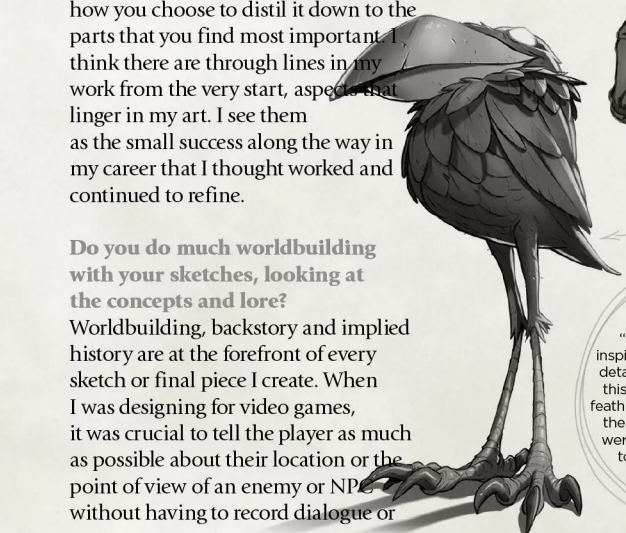 how you choose to distil it down to the
parts that you find most important. I
think there are through lines in my
work from the very start, aspects that
linger in my art. I see them
as the small success along the way in
my career that I thought worked and
continued to refine.
Do you do much worldbuilding
with your sketches, looking at
the concepts and lore?
Worldbuilding, backstory and implied
history are at the forefront of every
sketch or final piece I create. When
I was designing for video games,
it was crucial to tell the player as much
as possible about their location or the
point of view of an enemy or NPC
without having to record dialogue or
this
the